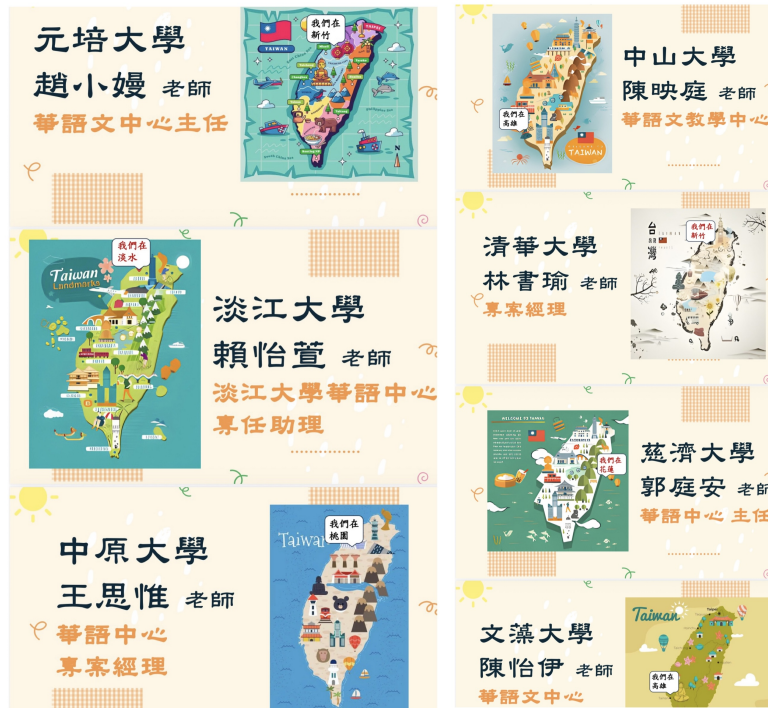 元培大學
趙小嫚 老師
華語文中心主任
我們在
新竹
TAIWAN
N
淡江大學
賴怡萱 老師
淡江大學華語中心
專任助理
我們在
淡水
Taiwan
Landmarks
中原大學
王思惟 老師
華語中心
專案經理
我們在
桃園
Taiwan
中山大學
陳映庭 老師
華語文教學中心
我們在
高雄
TAIWAN
清華大學
林書瑜 老師
專案經理
我們在
新竹
台灣
慈濟大學
郭庭安 老師
華語中心 主任
WELCOME TO TAIWAN
我們在
花蓮
文藻大學
陳怡伊 老師
華語文中心
Taiwan
我們在
高雄